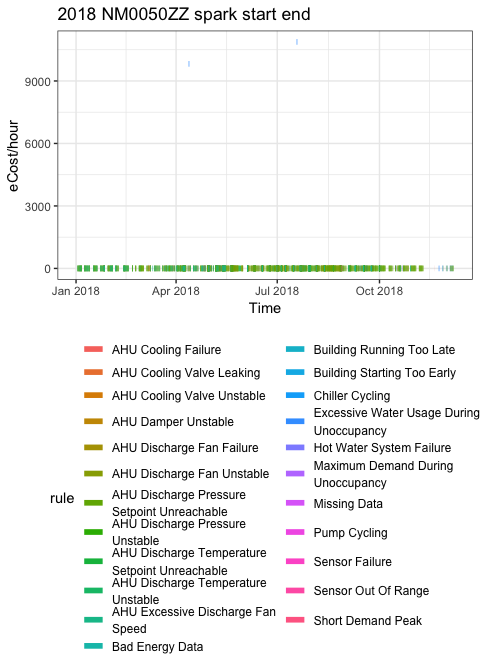 2018 NM0050ZZ spark start end
eCost/hour
9000
6000
3000
0
Jan 2018
Apr 2018
Jul 2018
Oct 2018
Time
rule
AHU Cooling Failure
AHU Cooling Valve Leaking
AHU Cooling Valve Unstable
AHU Damper Unstable
AHU Discharge Fan Failure
AHU Discharge Fan Unstable
AHU Discharge Pressure
Setpoint Unreachable
AHU Discharge Pressure
Unstable
AHU Discharge Temperature
Setpoint Unreachable
AHU Discharge Temperature
Unstable
AHU Excessive Discharge Fan
Speed
Bad Energy Data
Building Running Too Late
Building Starting Too Early
Chiller Cycling
Excessive Water Usage During
Unoccupancy
Hot Water System Failure
Maximum Demand During
Unoccupancy
Missing Data
Pump Cycling
Sensor Failure
Sensor Out Of Range
Short Demand Peak